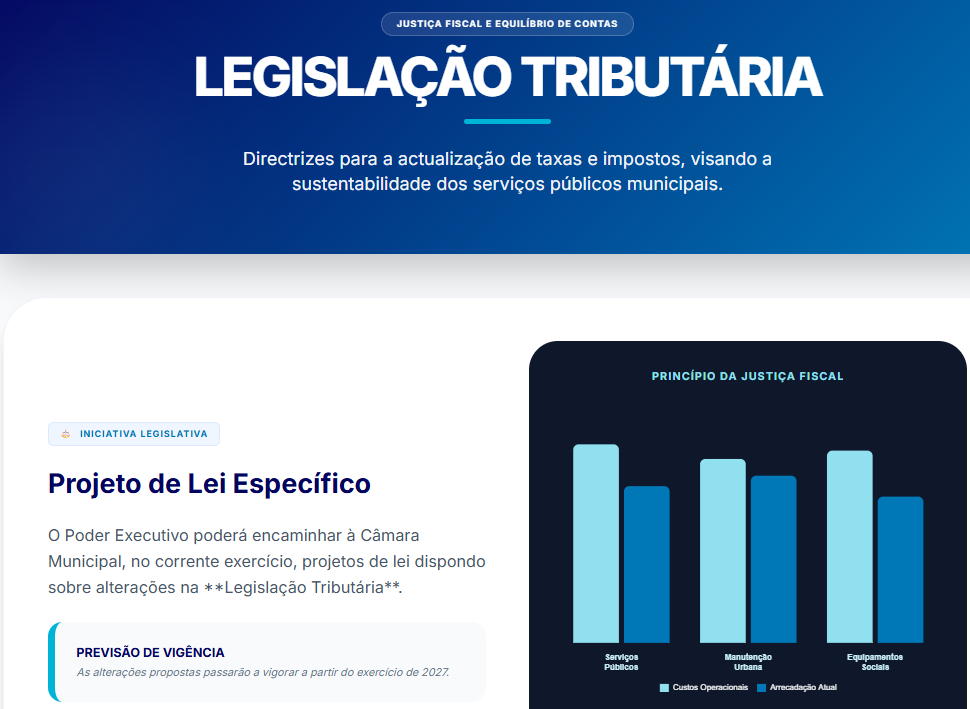 JUSTIÇA FISCAL E EQUILÍBRIO DE CONTAS
LEGISLAÇÃO TRIBUTÁRIA
Directrizes para a actualização de taxas e impostos, visando a
sustentabilidade dos serviços públicos municipais.
INICIATIVA LEGISLATIVA
Projeto de Lei Específico
O Poder Executivo poderá encaminhar à Câmara
Municipal, no corrente exercício, projetos de lei dispondo
sobre alterações na **Legislação Tributária**.
PREVISÃO DE VIGÊNCIA
As alterações propostas passarão a vigorar a partir do exercício de 2027.
PRINCÍPIO DA JUSTIÇA FISCAL
Serviços
Públicos
Manutenção
Urbana
Equipamentos
Sociais
Custos Operacionais
Arrecadação Atual